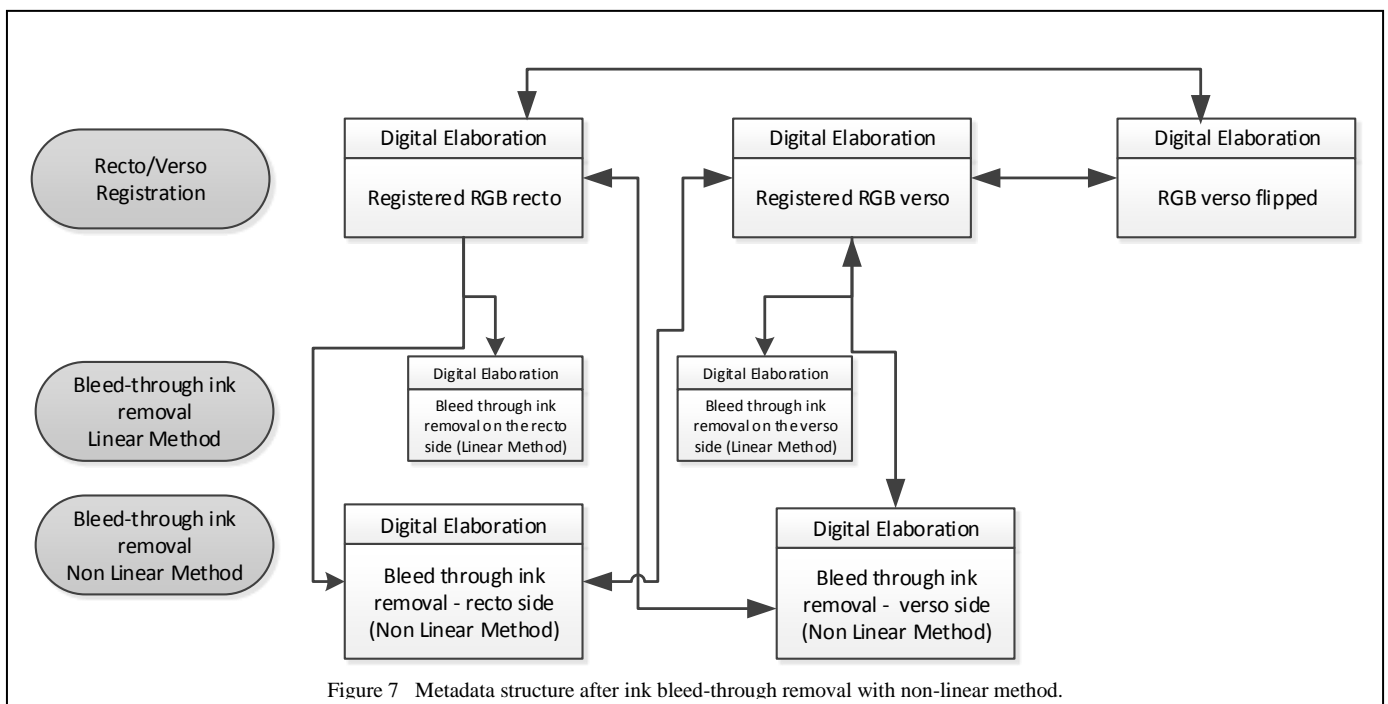 Recto/Verso
Registration
Digital Elaboration
Registered RGB recto
Digital Elaboration
Registered RGB verso
Digital Elaboration
RGB verso flipped
Bleed-through ink
removal
Linear Method
Digital Elaboration
Bleed through ink
removal on the recto
side (Linear Method)
Digital Elaboration
Bleed through ink
removal on the verso
side (Linear Method)
Bleed-through ink
removal
Non Linear Method
Digital Elaboration
Bleed through ink
removal - recto side
(Non Linear Method)
Digital Elaboration
Bleed through ink
removal - verso side
(Non Linear Method)
Figure 7 Metadata structure after ink bleed-through removal with non-linear method.